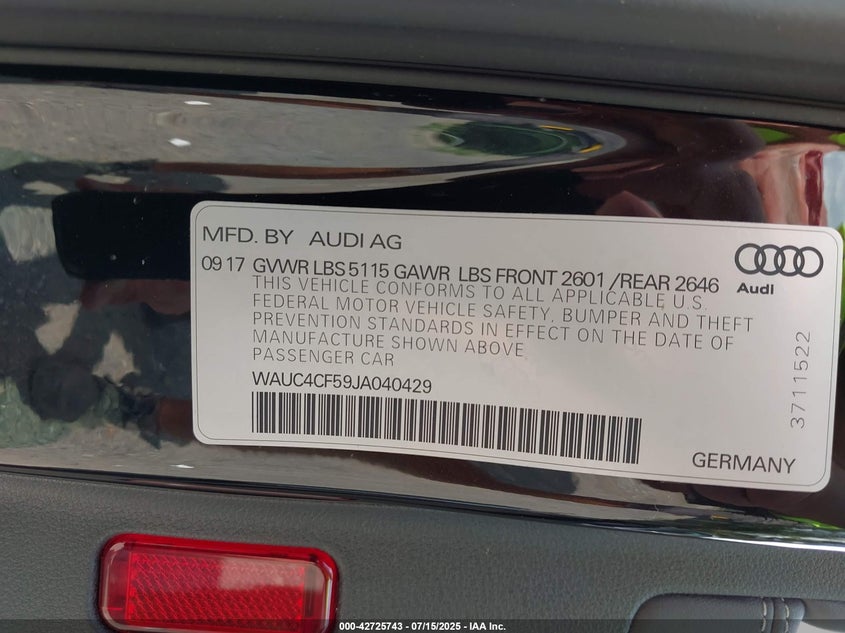 MFD. BY AUDI AG
09 17 GVWR LBS 5115 GAWR LBS FRONT 2601 /REAR 2646
THIS VEHICLE CONFORMS TO ALL APPLICABLE U.S.
FEDERAL MOTOR VEHICLE SAFETY, BUMPER AND THEFT
PREVENTION STANDARDS IN EFFECT ON THE DATE OF
MANUFACTURE SHOWN ABOVE
PASSENGER CAR
WAUC4CF59JA040429
Audi
37111522
GERMANY
000-42725743 / 07/15/2025 - IAA Inc.